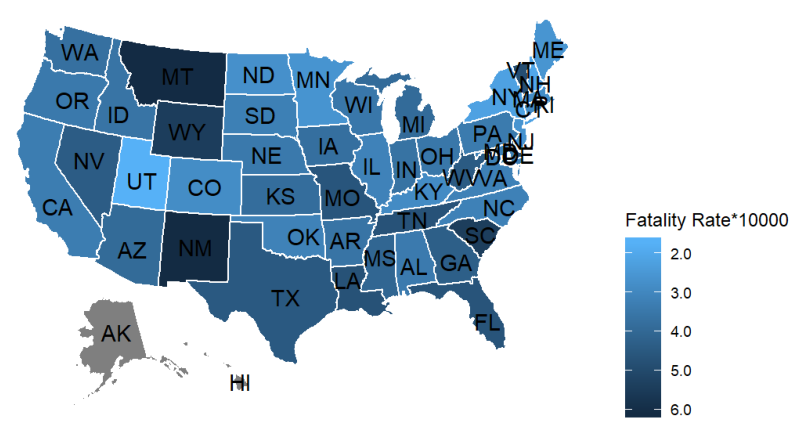 WA
MT
ND
MN
ME
VT
NH
OR
ID
WY
SD
WI
MI
NY
MA
RI
CT
NV
UT
CO
NE
IA
IL
IN
OH
PA
NJ
MD
DE
DC
CA
AZ
NM
KS
MO
KY
WV
VA
NC
OK
AR
TN
SC
MS
AL
GA
TX
LA
FL
AK
HI
Fatality Rate*10000
2.0
3.0
4.0
5.0
6.0